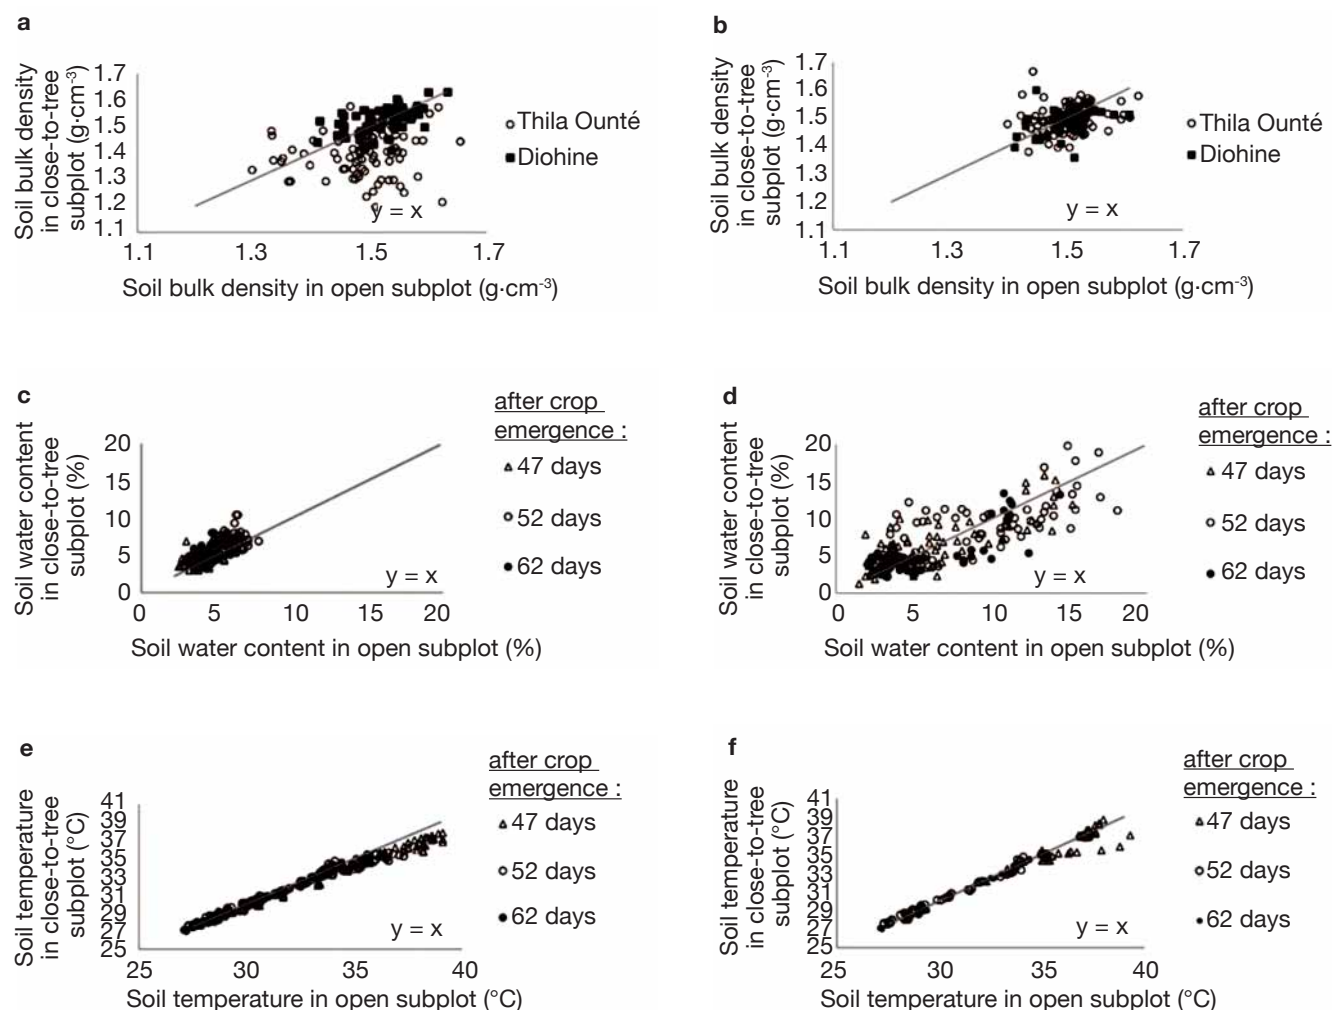 a
Soil bulk density
in close-to-tree
subplot (g·cm-3)
1.7
1.6
1.5
1.4
1.3
1.2
1.1
1.1 1.3 1.5 1.7
y = x
Soil bulk density in open subplot (g·cm-3)
Thila Ounté
Diohine
b
Soil bulk density
in close-to-tree
subplot (g·cm-3)
1.7
1.6
1.5
1.4
1.3
1.2
1.1
1.1 1.3 1.5 1.7
y = x
Soil bulk density in open subplot (g·cm-3)
Thila Ounté
Diohine
c
Soil water content
in close-to-tree
subplot (%)
20
15
10
5
0
0 5 10 15 20
y = x
Soil water content in open subplot (%)
after crop
emergence :
47 days
52 days
62 days
d
Soil water content
in close-to-tree
subplot (%)
20
15
10
5
0
0 5 10 15 20
y = x
Soil water content in open subplot (%)
after crop
emergence :
47 days
52 days
62 days
e
Soil temperature
in close-to-tree
subplot (°C)
41
39
37
35
33
31
29
27
25
25 30 35 40
y = x
Soil temperature in open subplot (°C)
after crop
emergence :
47 days
52 days
62 days
f
Soil temperature
in close-to-tree
subplot (°C)
41
39
37
35
33
31
29
27
25
25 30 35 40
y = x
Soil temperature in open subplot (°C)
after crop
emergence :
47 days
52 days
62 days